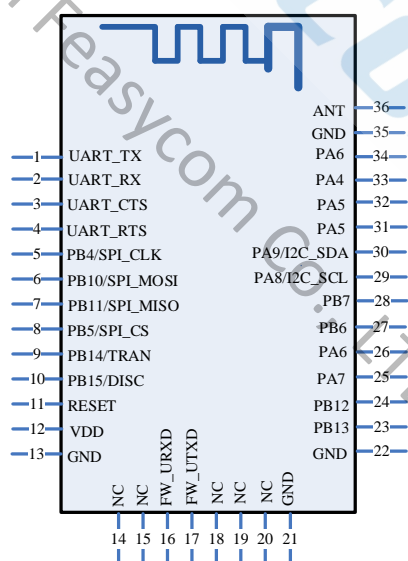 Feasycom Co., LT
ANT 36
GND 35
1 UART_TX PA6 34
2 UART_RX PA4 33
3 UART_CTS PA5 32
4 UART_RTS PA5 31
5 PB4/SPI_CLK PA9/I2C_SDA 30
6 PB10/SPI_MOSI PA8/I2C_SCL 29
7 PB11/SPI_MISO PB7 28
8 PB5/SPI_CS PB6 27
9 PB14/TRAN PA6 26
10 PB15/DISC PA7 25
11 RESET PB12 24
12 VDD PB13 23
13 GND GND 22
NC NC FW_URXD FW_UTXD NC NC NC GND
14 15 16 17 18 19 20 21